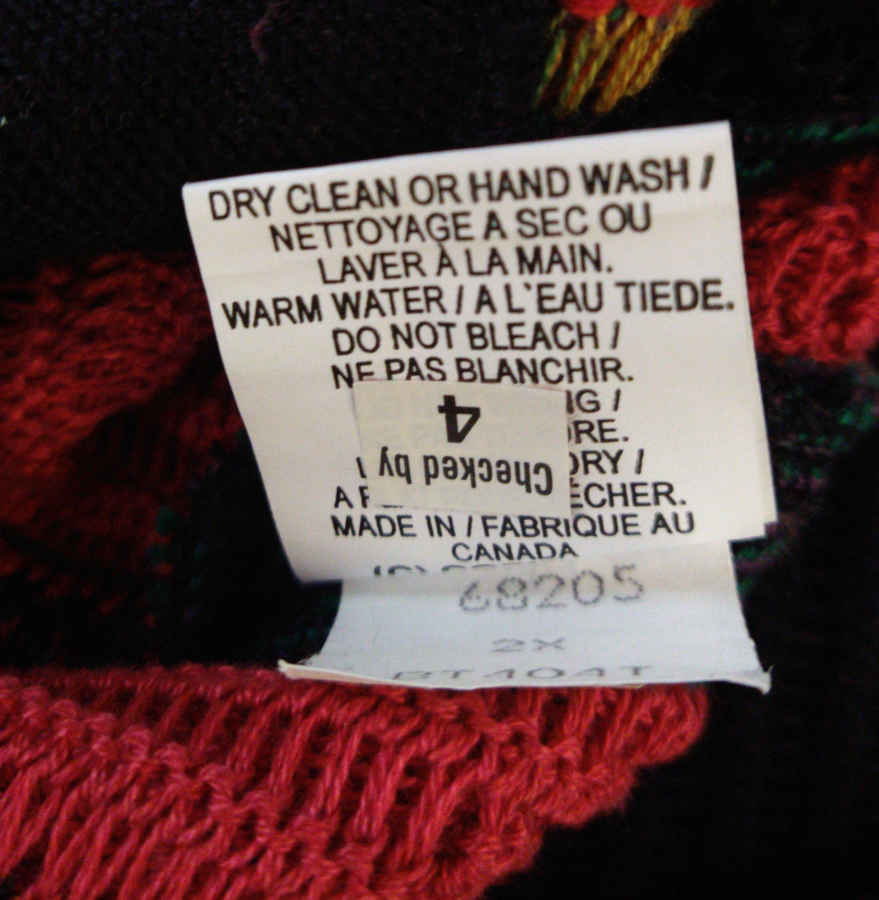 DRY CLEAN OR HAND WASH /
NETTOYAGE A SEC OU
LAVER À LA MAIN.
WARM WATER / A L'EAU TIEDE.
DO NOT BLEACH /
NE PAS BLANCHIR.
Checked by
4
MADE IN / FABRIQUE AU
CANADA
68205
2X